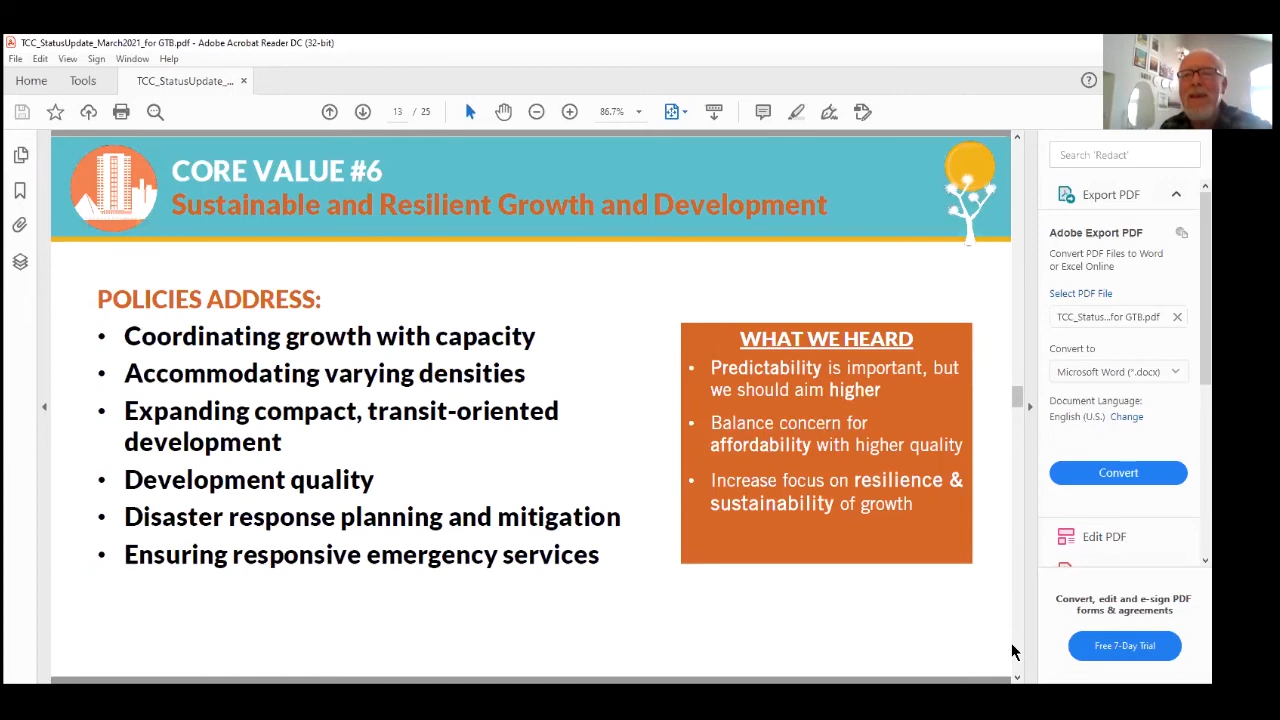 TCC_StatusUpdate_March2021_for GTB.pdf - Adobe Acrobat Reader DC (32-bit)
File Edit View Sign Window Help
Home Tools TCC_StatusUpdate_... ×
13 / 25 86.7%
CORE VALUE #6
Sustainable and Resilient Growth and Development
POLICIES ADDRESS:
• Coordinating growth with capacity
• Accommodating varying densities
• Expanding compact, transit-oriented
development
• Development quality
• Disaster response planning and mitigation
• Ensuring responsive emergency services
WHAT WE HEARD
• Predictability is important, but
we should aim higher
• Balance concern for
affordability with higher quality
• Increase focus on resilience &
sustainability of growth
Search 'Redact'
Export PDF
Adobe Export PDF
Convert PDF Files to Word
or Excel Online
Select PDF File
TCC_Status...for GTB.pdf ×
Convert to
Microsoft Word (*.docx)
Document Language:
English (U.S.) Change
Convert
Edit PDF
Convert, edit and e-sign PDF
forms & agreements
Free 7-Day Trial